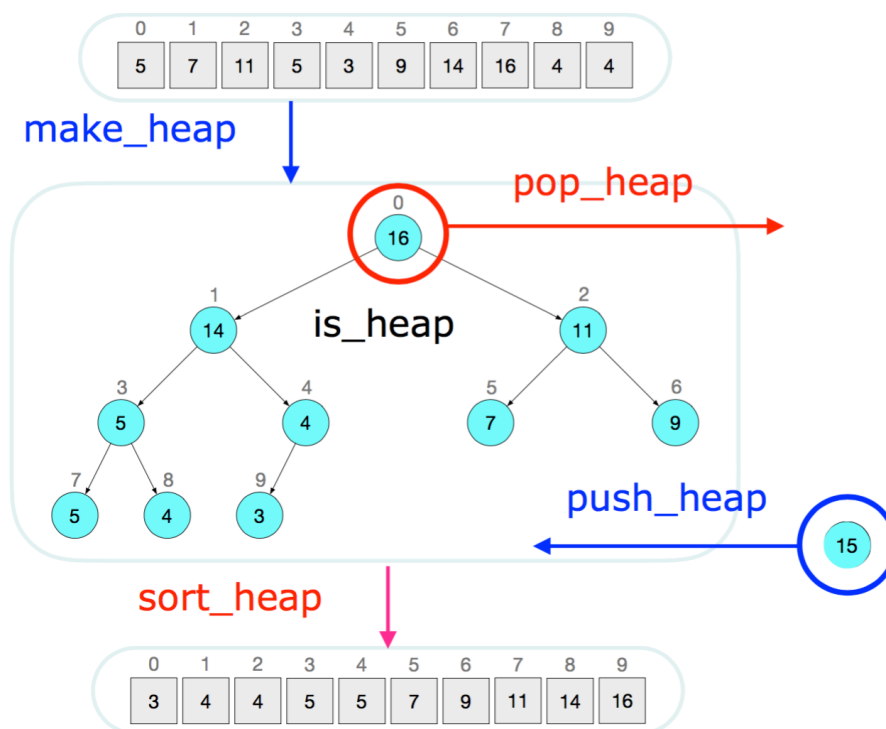 0 1 2 3 4 5 6 7 8 9
5 7 11 5 3 9 14 16 4 4
make_heap
pop_heap
0
16
is_heap
1 2
14 11
3 4 5 6
5 4 7 9
7 8 9
5 4 3
push_heap
15
sort_heap
0 1 2 3 4 5 6 7 8 9
3 4 4 5 5 7 9 11 14 16